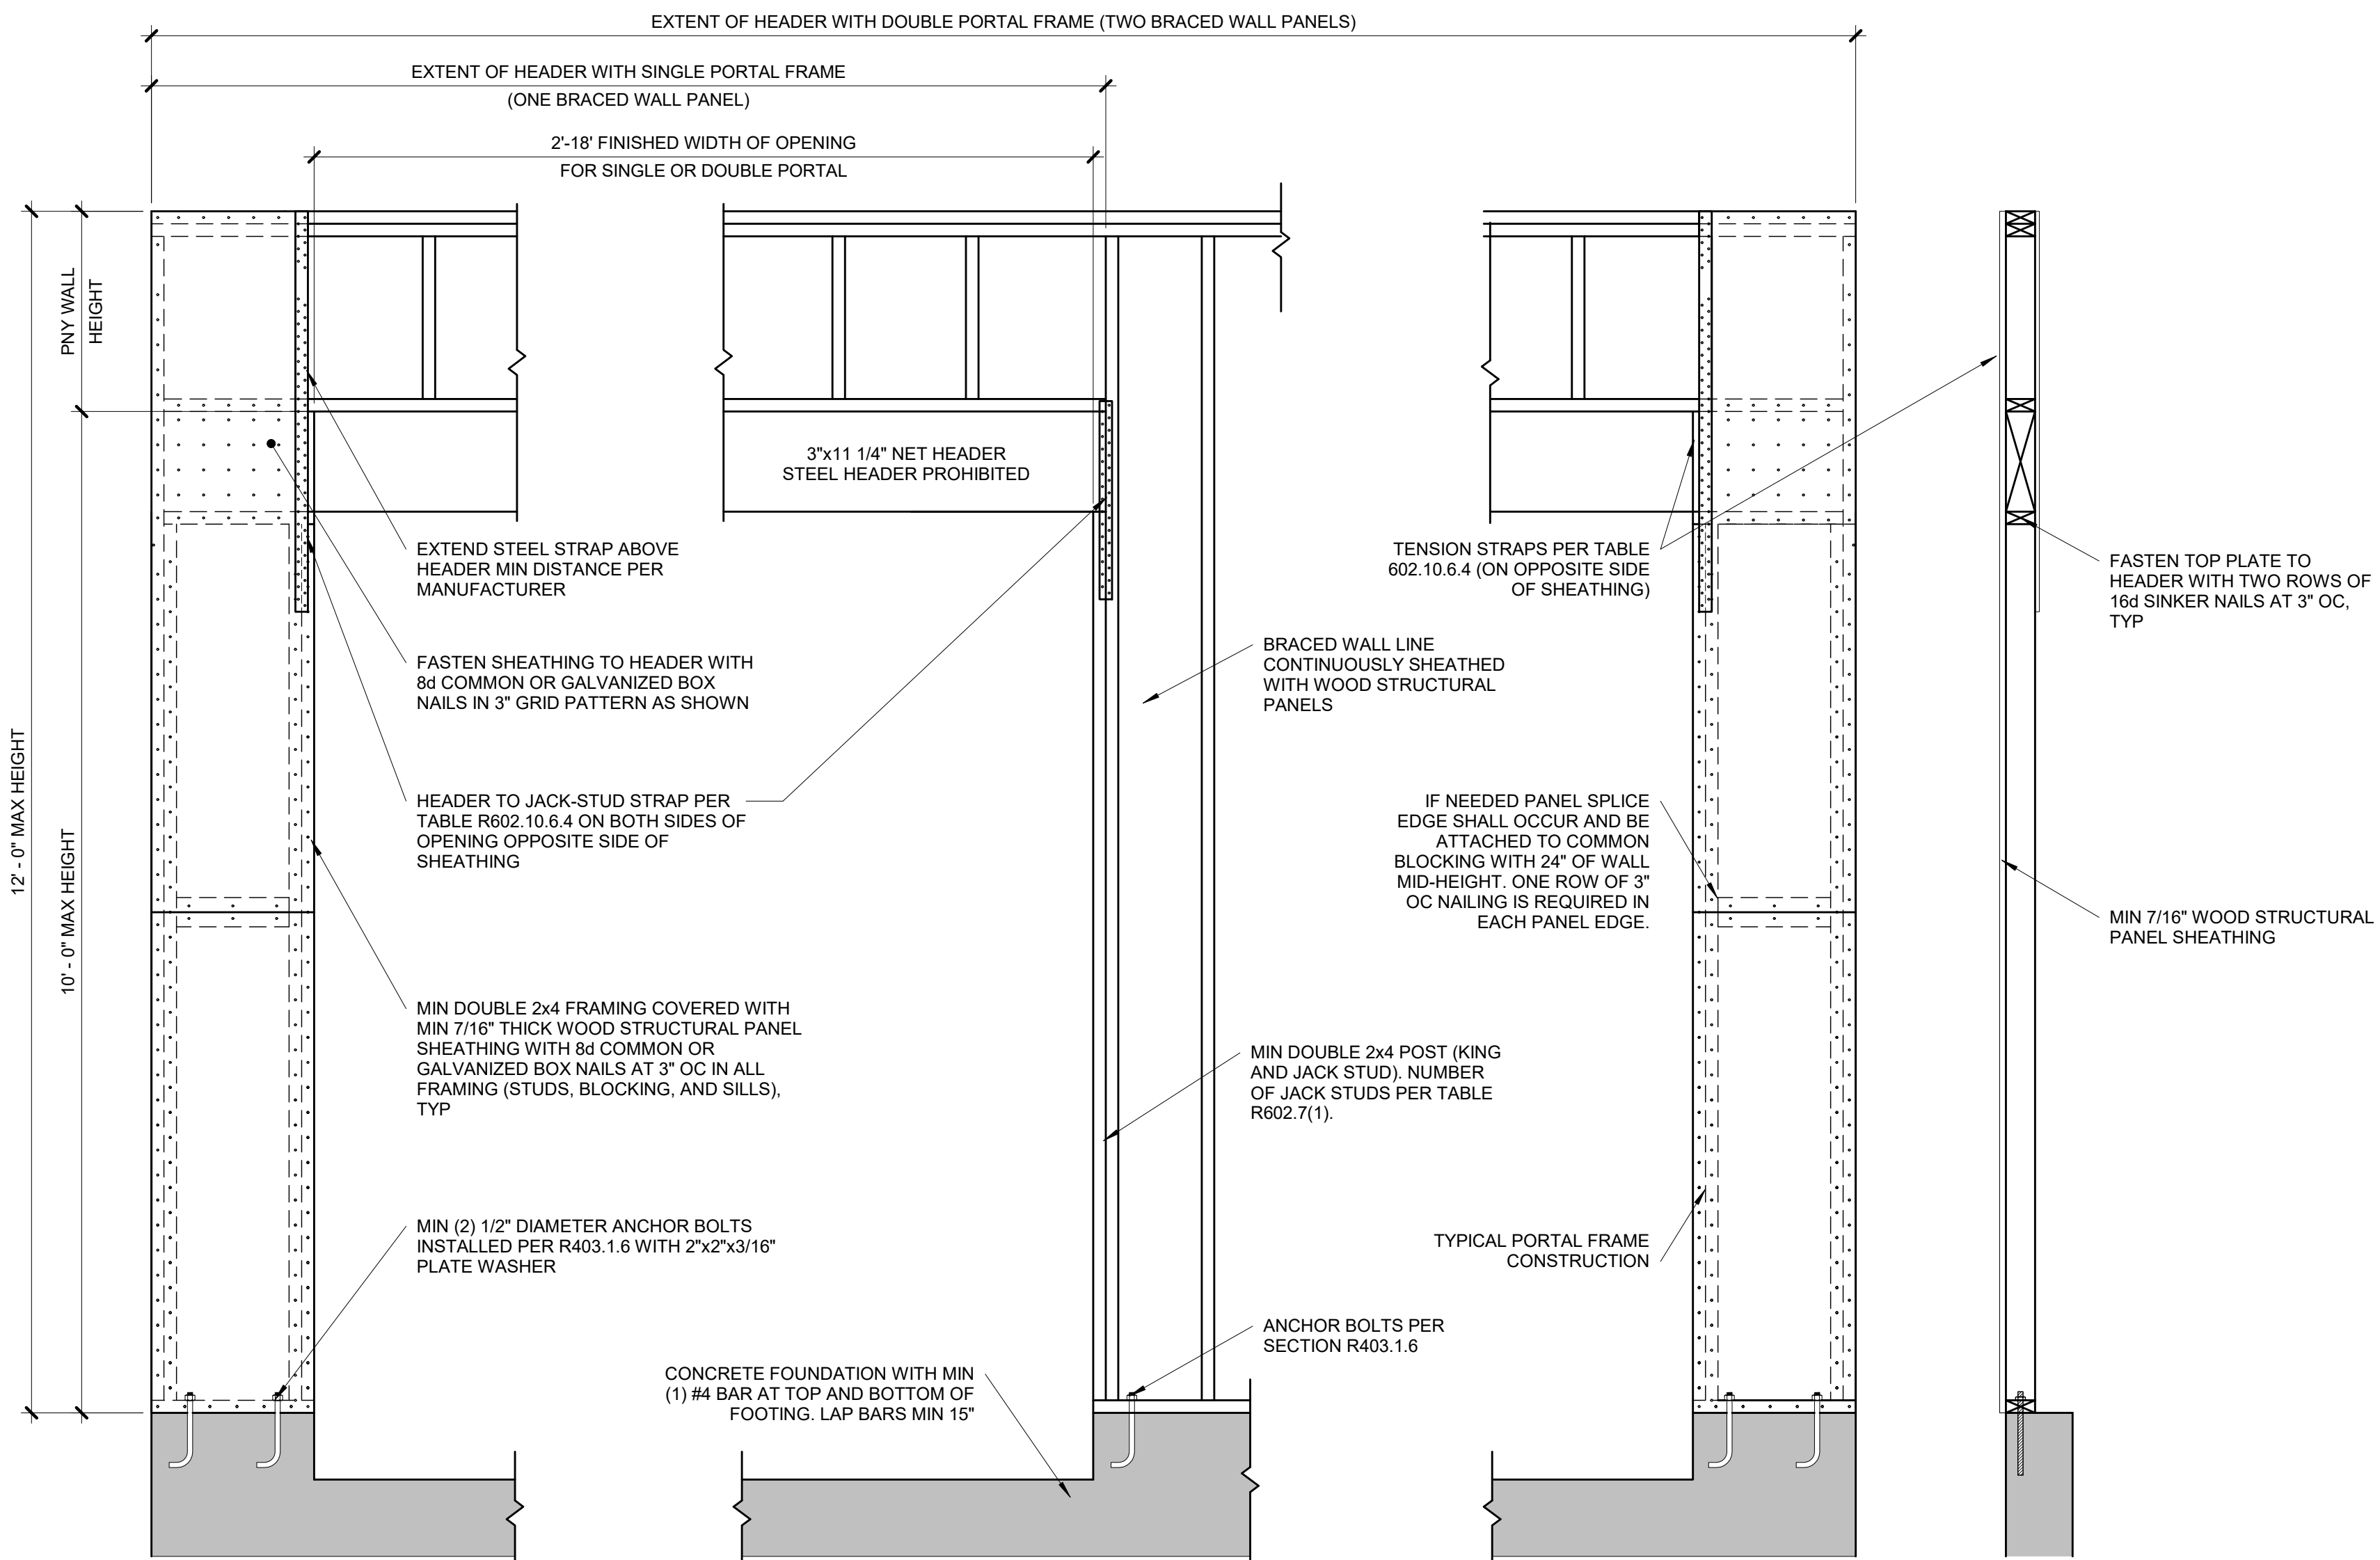 EXTENT OF HEADER WITH DOUBLE PORTAL FRAME (TWO BRACED WALL PANELS)
EXTENT OF HEADER WITH SINGLE PORTAL FRAME
(ONE BRACED WALL PANEL)
2'-18' FINISHED WIDTH OF OPENING
FOR SINGLE OR DOUBLE PORTAL
PNY WALL
HEIGHT
12' - 0" MAX HEIGHT
10' - 0" MAX HEIGHT
3"x11 1/4" NET HEADER
STEEL HEADER PROHIBITED
EXTEND STEEL STRAP ABOVE
HEADER MIN DISTANCE PER
MANUFACTURER
FASTEN SHEATHING TO HEADER WITH
8d COMMON OR GALVANIZED BOX
NAILS IN 3" GRID PATTERN AS SHOWN
HEADER TO JACK-STUD STRAP PER
TABLE R602.10.6.4 ON BOTH SIDES OF
OPENING OPPOSITE SIDE OF
SHEATHING
MIN DOUBLE 2x4 FRAMING COVERED WITH
MIN 7/16" THICK WOOD STRUCTURAL PANEL
SHEATHING WITH 8d COMMON OR
GALVANIZED BOX NAILS AT 3" OC IN ALL
FRAMING (STUDS, BLOCKING, AND SILLS),
TYP
MIN (2) 1/2" DIAMETER ANCHOR BOLTS
INSTALLED PER R403.1.6 WITH 2"x2"x3/16"
PLATE WASHER
CONCRETE FOUNDATION WITH MIN
(1) #4 BAR AT TOP AND BOTTOM OF
FOOTING. LAP BARS MIN 15"
BRACED WALL LINE
CONTINUOUSLY SHEATHED
WITH WOOD STRUCTURAL
PANELS
MIN DOUBLE 2x4 POST (KING
AND JACK STUD). NUMBER
OF JACK STUDS PER TABLE
R602.7(1).
ANCHOR BOLTS PER
SECTION R403.1.6
TENSION STRAPS PER TABLE
602.10.6.4 (ON OPPOSITE SIDE
OF SHEATHING)
IF NEEDED PANEL SPLICE
EDGE SHALL OCCUR AND BE
ATTACHED TO COMMON
BLOCKING WITH 24" OF WALL
MID-HEIGHT. ONE ROW OF 3"
OC NAILING IS REQUIRED IN
EACH PANEL EDGE.
TYPICAL PORTAL FRAME
CONSTRUCTION
FASTEN TOP PLATE TO
HEADER WITH TWO ROWS OF
16d SINKER NAILS AT 3" OC,
TYP
MIN 7/16" WOOD STRUCTURAL
PANEL SHEATHING